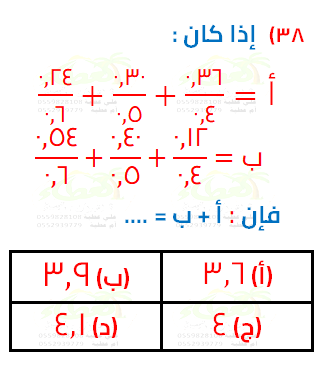 ٣٨) إذا كان :
أ = ٠,٣٦/٠,٤ + ٠,٣٠/٠,٥ + ٠,٢٤/٠,٦
ب = ٠,١٢/٠,٤ + ٠,٤٠/٠,٥ + ٠,٥٤/٠,٦
فإن : أ + ب = ....
(أ) ٣,٦ (ب) ٣,٩
(ج) ٤ (د) ٤,١